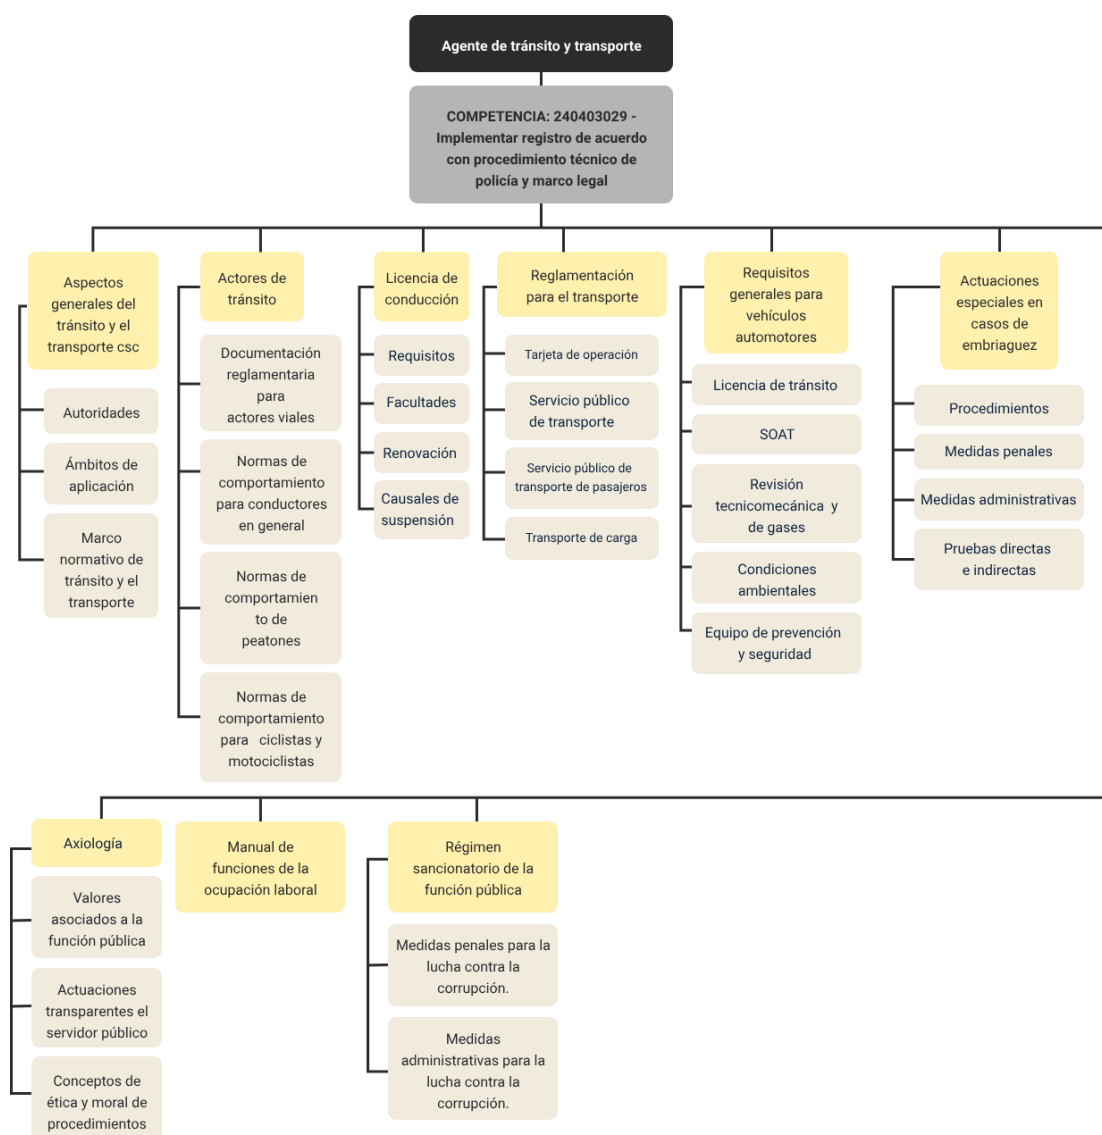 Agente de tránsito y transporte
COMPETENCIA: 240403029 -
Implementar registro de acuerdo
con procedimiento técnico de
policía y marco legal
Aspectos
generales del
tránsito y el
transporte csc
Autoridades
Ámbitos de
aplicación
Marco
normativo de
tránsito y el
transporte
Actores de
tránsito
Documentación
reglamentaria
para
actores viales
Normas de
comportamiento
para conductores
en general
Normas de
comportamien
to de
peatones
Normas de
comportamiento
para ciclistas y
motociclistas
Licencia de
conducción
Requisitos
Facultades
Renovación
Causales de
suspensión
Reglamentación
para el transporte
Tarjeta de operación
Servicio público
de transporte
Servicio público de
transporte de pasajeros
Transporte de carga
Requisitos
generales para
vehículos
automotores
Licencia de tránsito
SOAT
Revisión
tecnicomecánica y
de gases
Condiciones
ambientales
Equipo de prevención
y seguridad
Actuaciones
especiales en
casos de
embriaguez
Procedimientos
Medidas penales
Medidas administrativas
Pruebas directas
e indirectas
Axiología
Valores
asociados a la
función pública
Actuaciones
transparentes el
servidor público
Conceptos de
ética y moral de
procedimientos
Manual de
funciones de la
ocupación laboral
Régimen
sancionatorio de la
función pública
Medidas penales para la
lucha contra la
corrupción.
Medidas
administrativas para la
lucha contra la
corrupción.